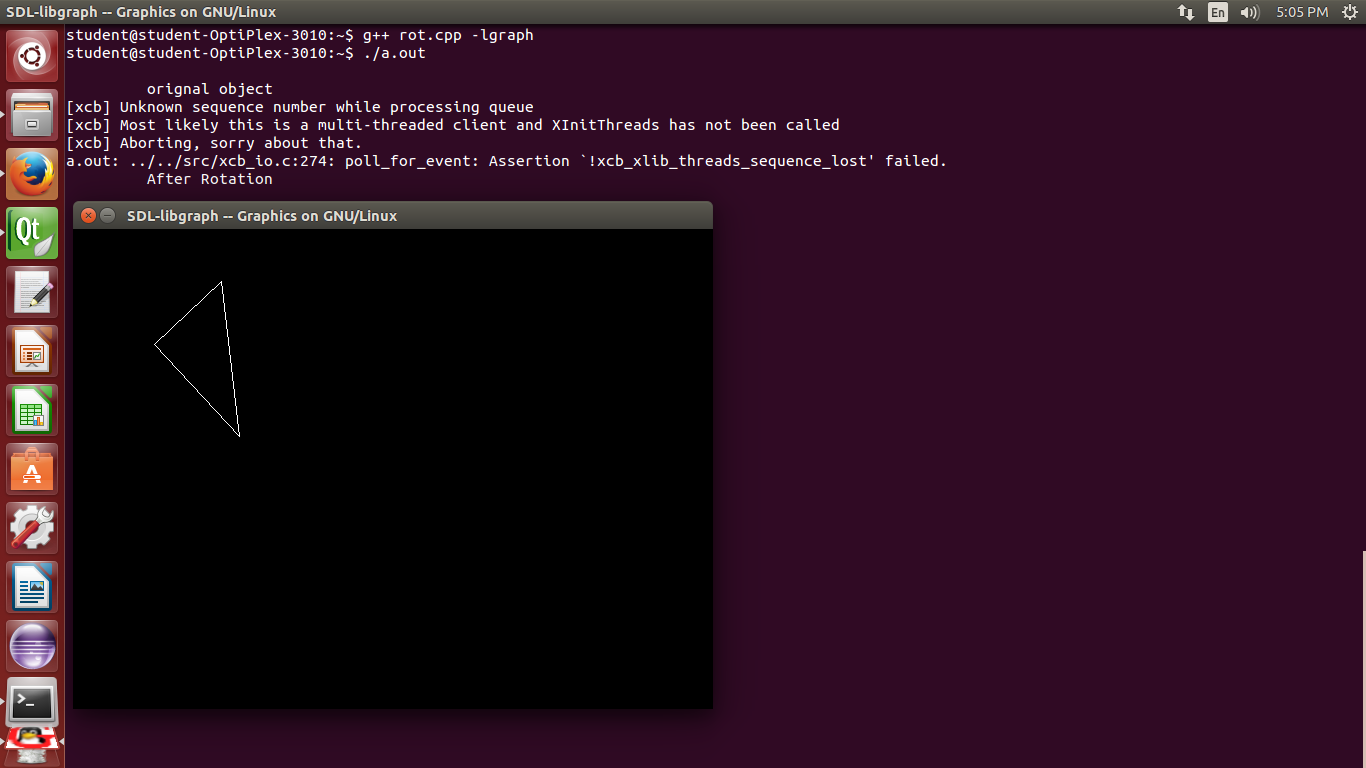 SDL-libgraph -- Graphics on GNU/Linux
En
5:05 PM
student@student-OptiPlex-3010:~$ g++ rot.cpp -lgraph
student@student-OptiPlex-3010:~$ ./a.out
orignal object
[xcb] Unknown sequence number while processing queue
[xcb] Most likely this is a multi-threaded client and XInitThreads has not been called
[xcb] Aborting, sorry about that.
a.out: ../../src/xcb_io.c:274: poll_for_event: Assertion `!xcb_xlib_threads_sequence_lost' failed.
After Rotation
SDL-libgraph -- Graphics on GNU/Linux
Qt